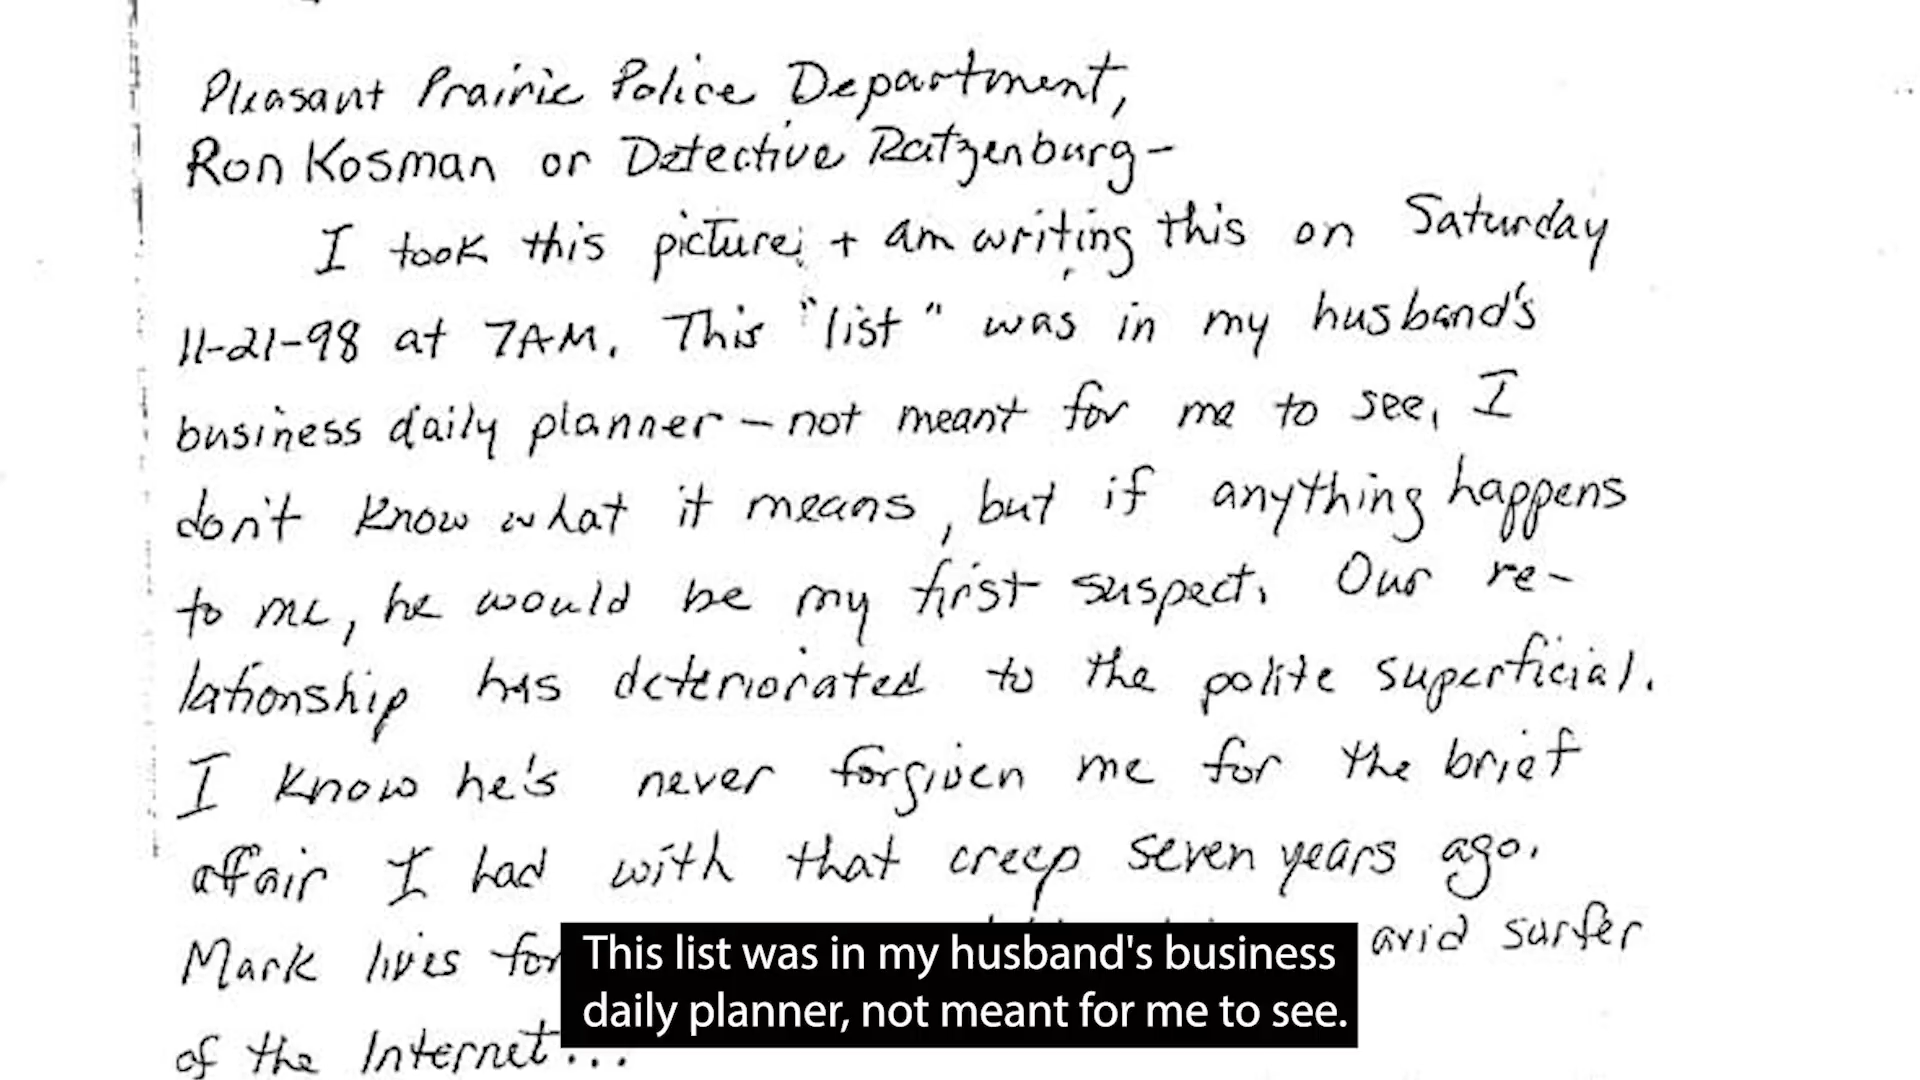 Pleasant Prairie Police Department,
Ron Kosman or Detective Ratzenburg-
I took this picture; + am writing this on Saturday
11-21-98 at 7AM. This "list" was in my husband's
business daily planner-not meant for me to see. I
don't know what it means, but if anything happens
to me, he would be my first suspect. Our re-
lationship has deteriorated to the polite superficial.
I know he's never forgiven me for the brief
affair I had with that creep seven years ago.
Mark lives for avid surfer
of the Internet...
This list was in my husband's business
daily planner, not meant for me to see.